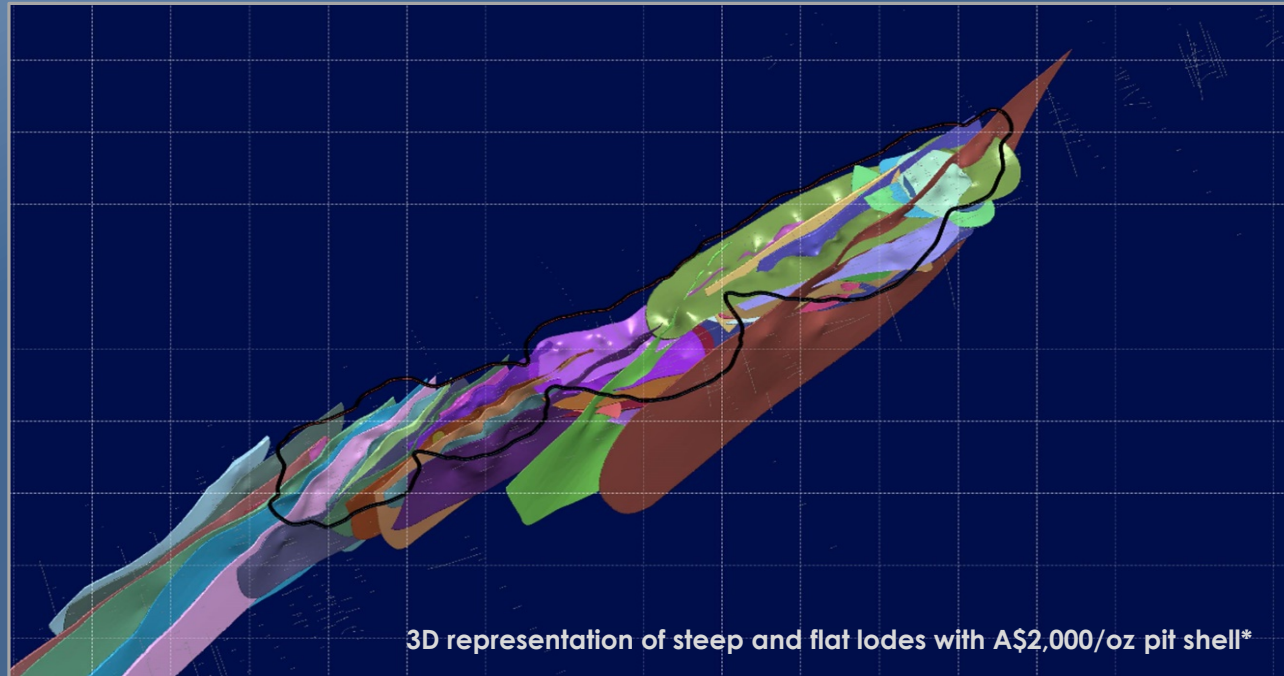 3D representation of steep and flat lodes with A$2,000/oz pit shell*